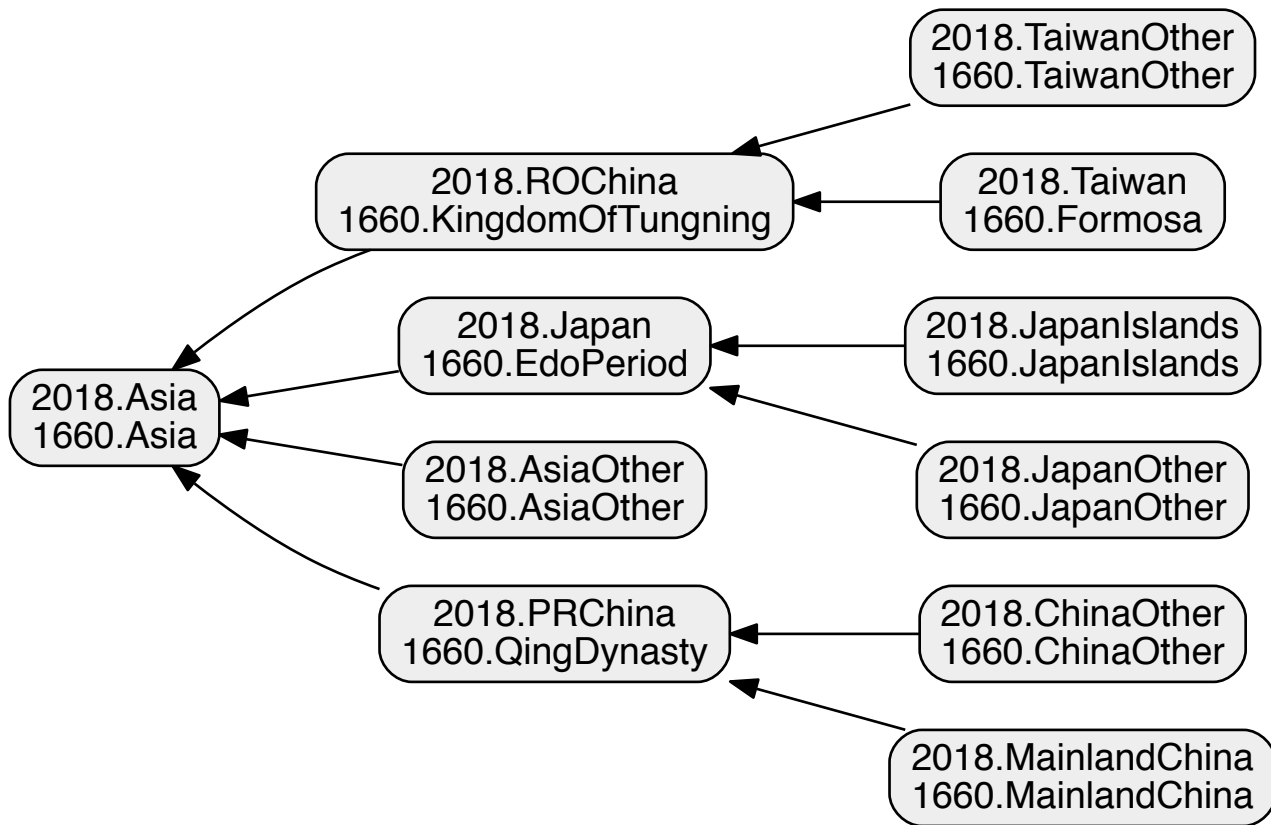 2018.TaiwanOther
1660.TaiwanOther
2018.ROChina
1660.KingdomOfTungning
2018.Taiwan
1660.Formosa
2018.Japan
1660.EdoPeriod
2018.JapanIslands
1660.JapanIslands
2018.Asia
1660.Asia
2018.AsiaOther
1660.AsiaOther
2018.JapanOther
1660.JapanOther
2018.PRChina
1660.QingDynasty
2018.ChinaOther
1660.ChinaOther
2018.MainlandChina
1660.MainlandChina